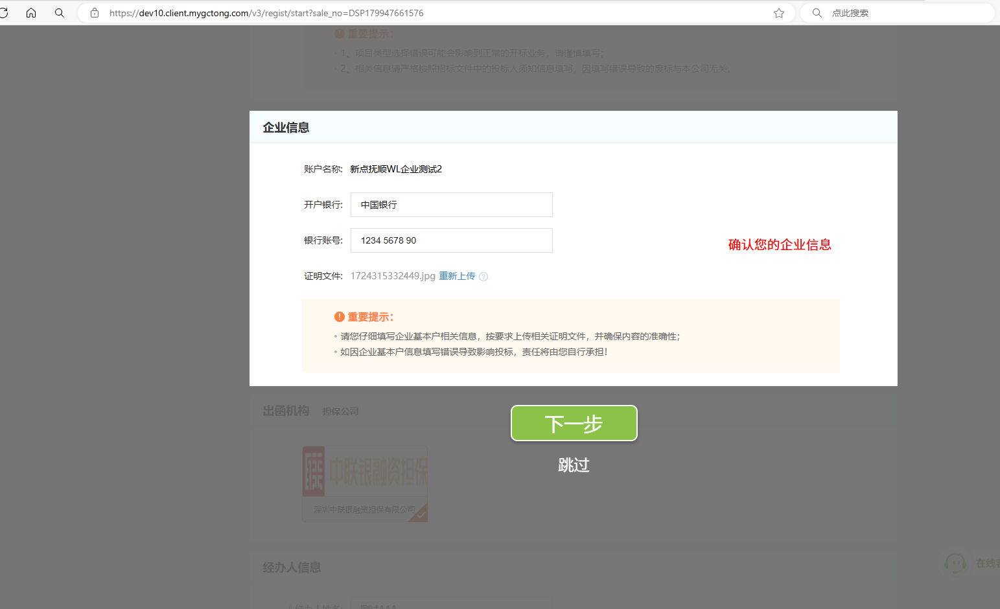 https://dev10.client.mygctong.com/v3/regist/start?sale_no=DSP179947661576
点此搜索
重要提示：
• 1、项目类型选择错误可能会影响到正常的开标业务，请谨慎填写；
• 2、相关信息请严格按照招标文件中的投标人须知信息填写，因填写错误导致的废标与本公司无关。
企业信息
账户名称: 新点抚顺WL企业测试2
开户银行: 中国银行
银行账号: 1234 5678 90
确认您的企业信息
证明文件: 1724315332449.jpg 重新上传 ?
重要提示：
• 请您仔细填写企业基本户相关信息，按要求上传相关证明文件，并确保内容的准确性；
• 如因企业基本户信息填写错误导致影响投标，责任将由您自行承担！
出函机构 担保公司
下一步
中联银融资担保
跳过
深圳中联银融资担保有限公司
经办人信息
在线客
* 经办人姓名: 测试AAA